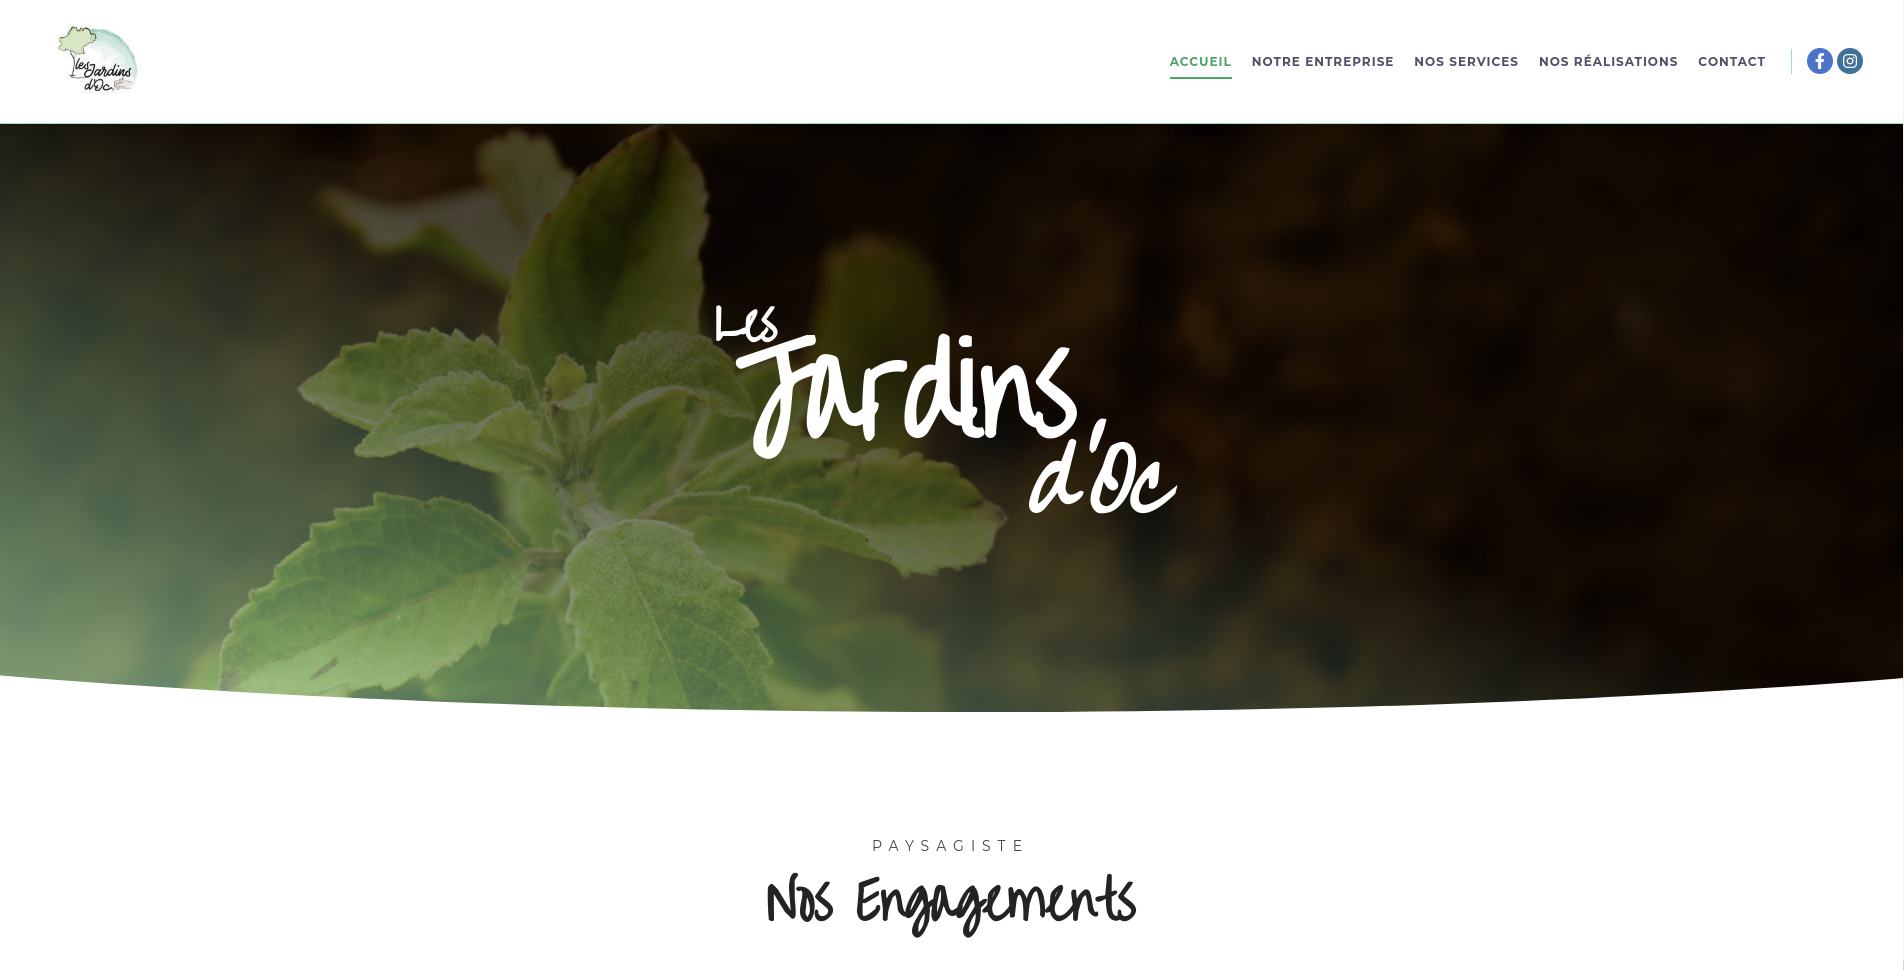 les Jardins
d'Oc
ACCUEIL NOTRE ENTREPRISE NOS SERVICES NOS RÉALISATIONS CONTACT
Les
Jardins
d'Oc
PAYSAGISTE
Nos Engagements